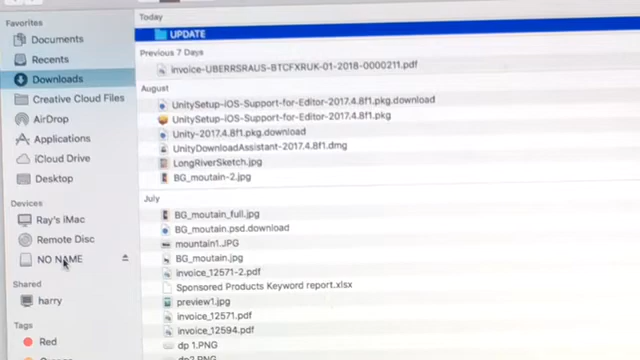 Favorites
Documents
Recents
Downloads
Creative Cloud Files
AirDrop
Applications
iCloud Drive
Desktop
Devices
Ray's iMac
Remote Disc
NO NAME
Shared
harry
Tags
Red
Today
UPDATE
Previous 7 Days
invoice-UBERRSRAUS-BTCFXRUK-01-2018-0000211.pdf
August
UnitySetup-iOS-Support-for-Editor-2017.4.8f1.pkg.download
UnitySetup-iOS-Support-for-Editor-2017.4.8f1.pkg
Unity-2017.4.8f1.pkg.download
UnityDownloadAssistant-2017.4.8f1.dmg
LongRiverSketch.jpg
BG_moutain-2.jpg
July
BG_moutain_full.jpg
BG_moutain.psd.download
mountain1.JPG
BG_moutain.jpg
invoice_12571-2.pdf
Sponsored Products Keyword report.xlsx
preview1.jpg
invoice_12571.pdf
invoice_12594.pdf
dp 1.PNG
dp2.PNG